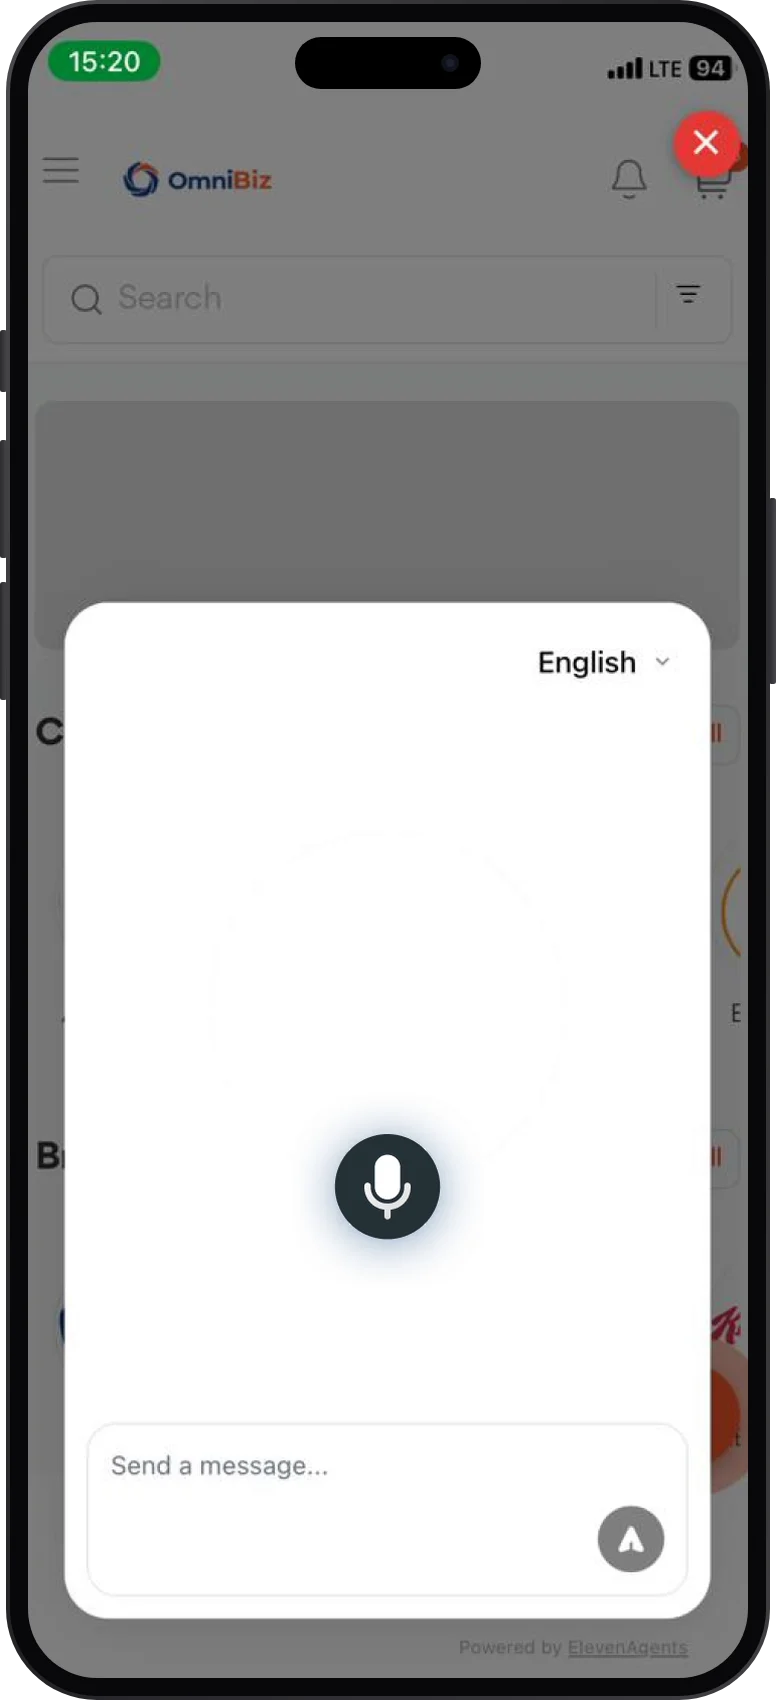 15:20
LTE 94
OmniBiz
Search
English
Send a message...
Powered by ElevenAgents